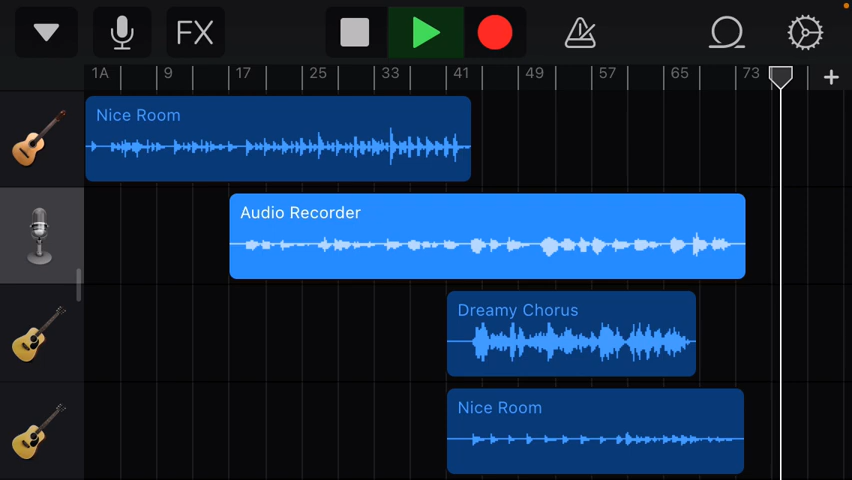 FX
1A 9 17 25 33 41 49 57 65 73 +
Nice Room
Audio Recorder
Dreamy Chorus
Nice Room